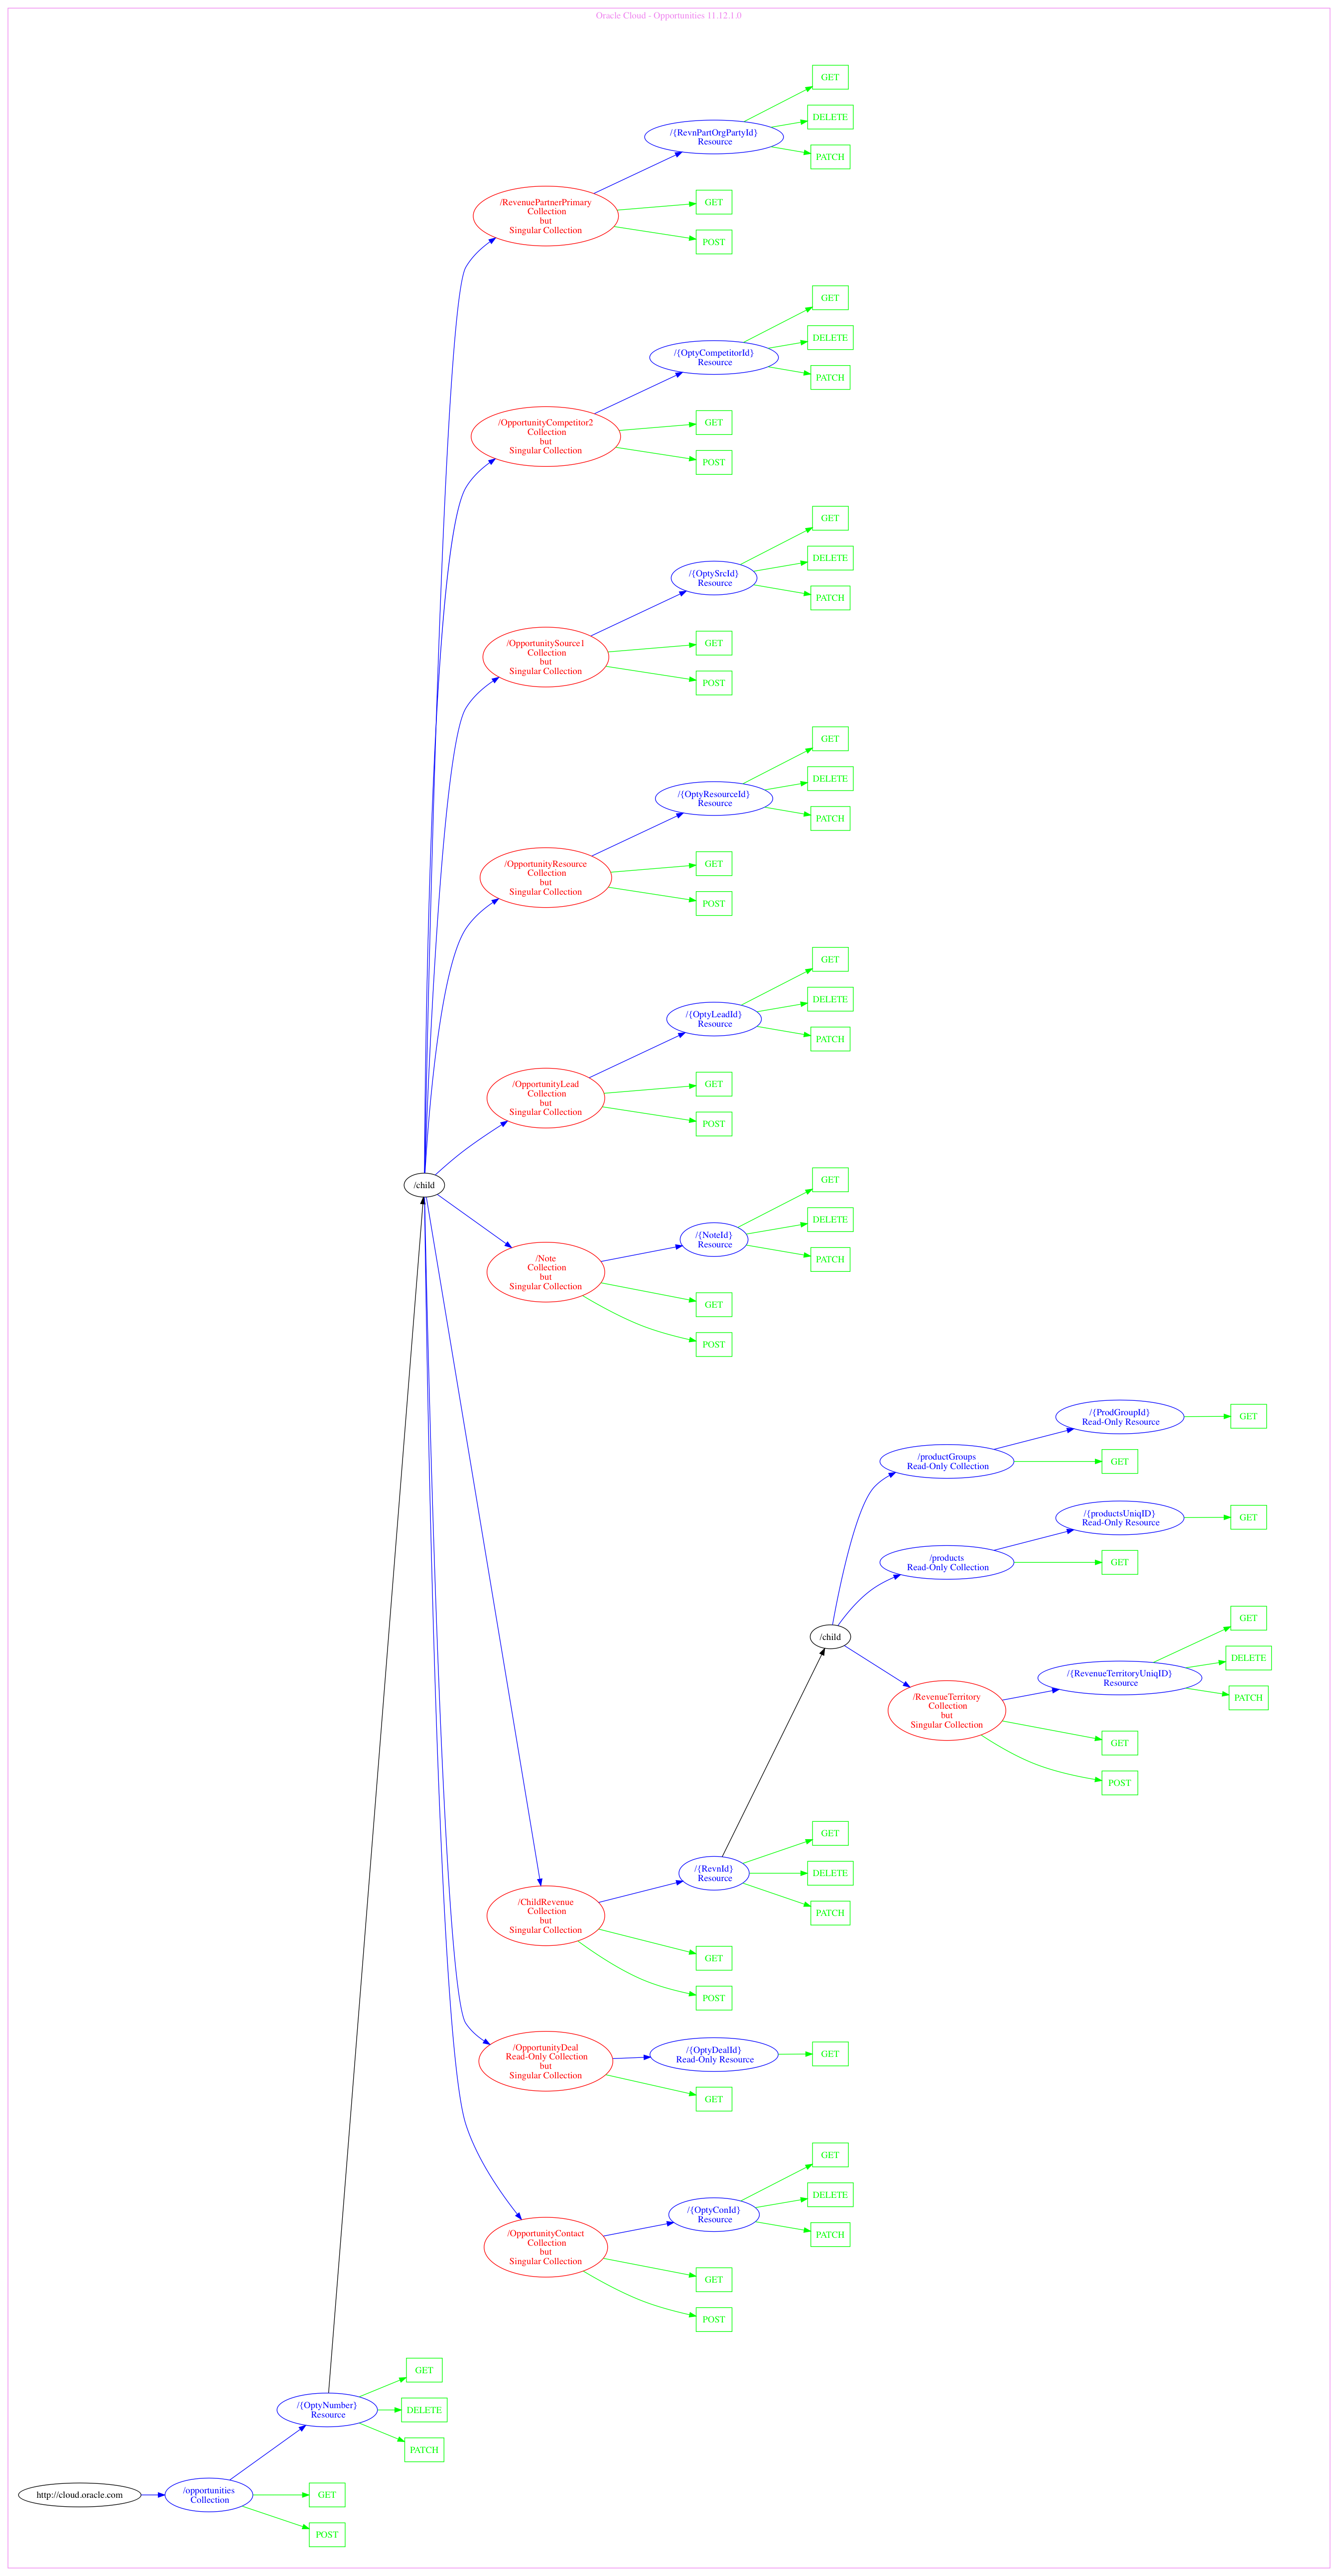 Oracle Cloud - Opportunities 11.12.1.0
GET
DELETE
/{RevnPartOrgPartyId}
Resource
PATCH
/RevenuePartnerPrimary
Collection
but
Singular Collection
GET
POST
GET
DELETE
/{OptyCompetitorId}
Resource
PATCH
/OpportunityCompetitor2
Collection
but
Singular Collection
GET
POST
GET
DELETE
/{OptySrcId}
Resource
PATCH
/OpportunitySource1
Collection
but
Singular Collection
GET
POST
GET
DELETE
/{OptyResourceId}
Resource
PATCH
/OpportunityResource
Collection
but
Singular Collection
GET
POST
GET
DELETE
/{OptyLeadId}
Resource
PATCH
/OpportunityLead
Collection
but
Singular Collection
GET
POST
/child
GET
DELETE
/{NoteId}
Resource
PATCH
/Note
Collection
but
Singular Collection
GET
POST
/{ProdGroupId}
Read-Only Resource
GET
/productGroups
Read-Only Collection
GET
/{productsUniqID}
Read-Only Resource
GET
/products
Read-Only Collection
GET
/child
GET
DELETE
/{RevenueTerritoryUniqID}
Resource
PATCH
/RevenueTerritory
Collection
but
Singular Collection
GET
POST
GET
/{RevnId}
Resource
DELETE
PATCH
/ChildRevenue
Collection
but
Singular Collection
GET
POST
/OpportunityDeal
Read-Only Collection
but
Singular Collection
/{OptyDealId}
Read-Only Resource
GET
GET
GET
DELETE
/{OptyConId}
Resource
PATCH
/OpportunityContact
Collection
but
Singular Collection
GET
POST
GET
/{OptyNumber}
Resource
DELETE
PATCH
http://cloud.oracle.com
/opportunities
Collection
GET
POST